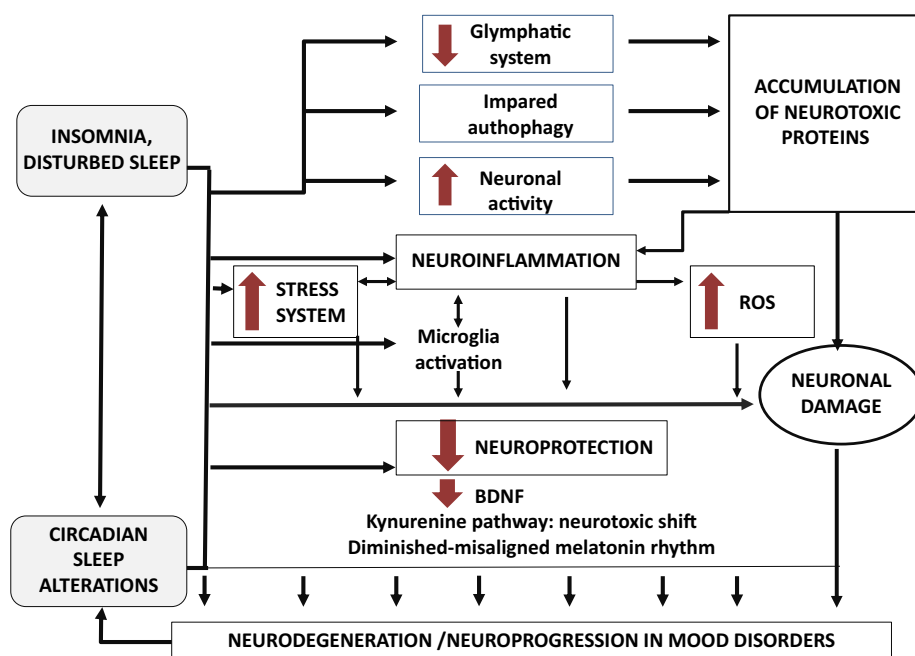 Glymphatic
system
INSOMNIA,
DISTURBED SLEEP
Impared
authophagy
ACCUMULATION
OF NEUROTOXIC
PROTEINS
Neuronal
activity
NEUROINFLAMMATION
STRESS
SYSTEM
ROS
Microglia
activation
NEURONAL
DAMAGE
NEUROPROTECTION
BDNF
Kynurenine pathway: neurotoxic shift
Diminished-misaligned melatonin rhythm
CIRCADIAN
SLEEP
ALTERATIONS
NEURODEGENERATION /NEUROPROGRESSION IN MOOD DISORDERS